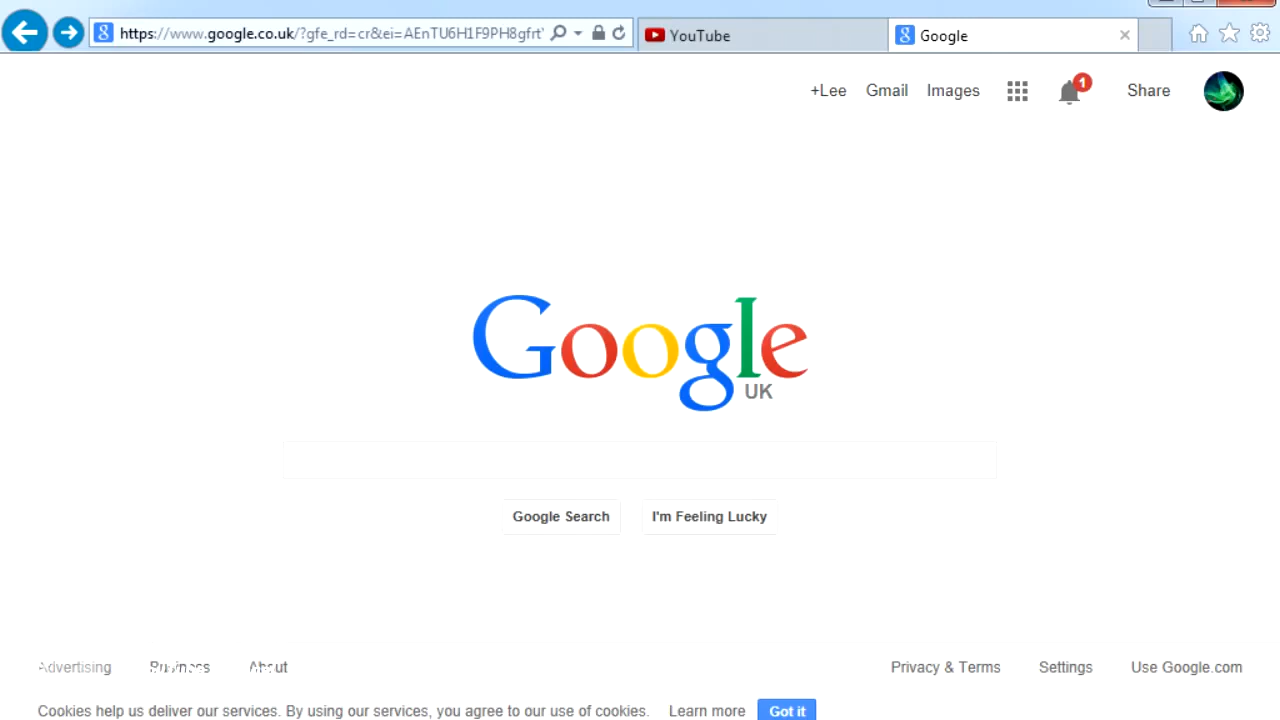 https://www.google.co.uk/?gfe_rd=cr&ei=AEnTU6H1F9PH8gfrt
YouTube
Google
+Lee Gmail Images 1 Share
Google
UK
Google Search I'm Feeling Lucky
Advertising Business About Privacy & Terms Settings Use Google.com
Cookies help us deliver our services. By using our services, you agree to our use of cookies. Learn more Got it